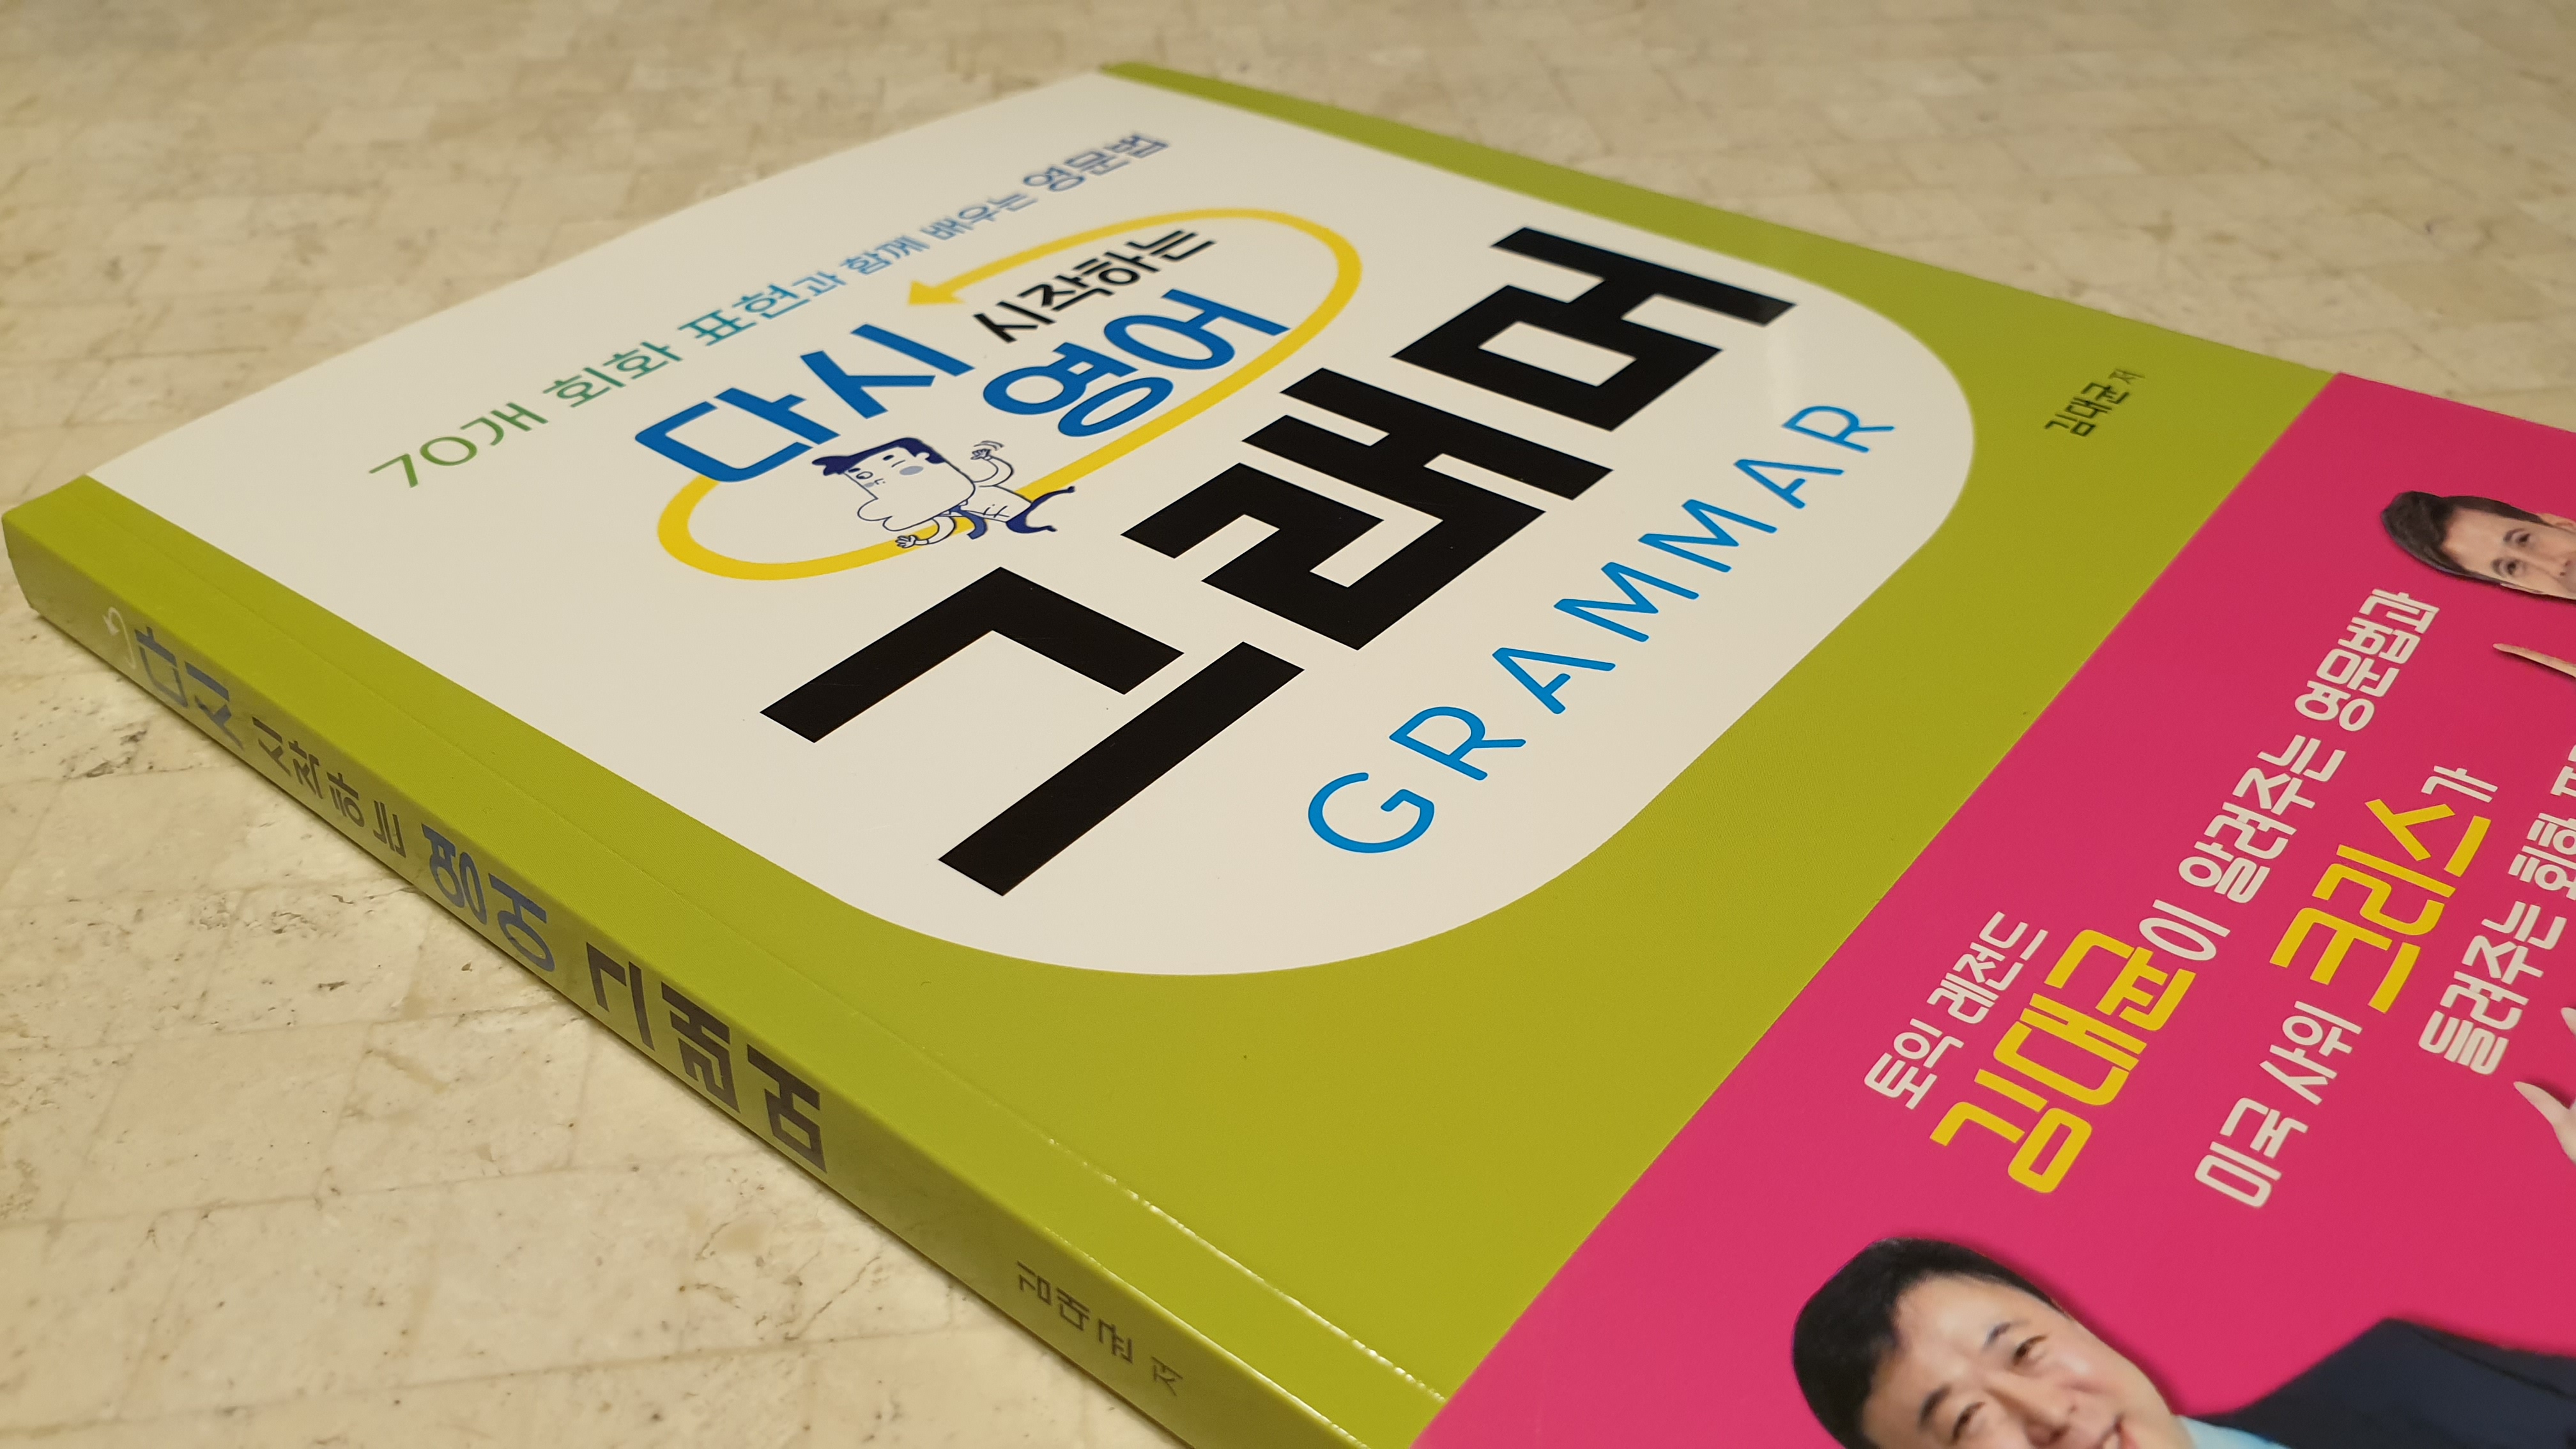 70개 회화 표현과 함께 배우는 영문법
다시 시작하는
영어
그래머
GRAMMAR
김대균 저
토익 레전드
김대균이 알려주는 영문법과
미국 사위 크리스가
들려주는 회화
다시 시작하는 영어 그래머
김대균 저